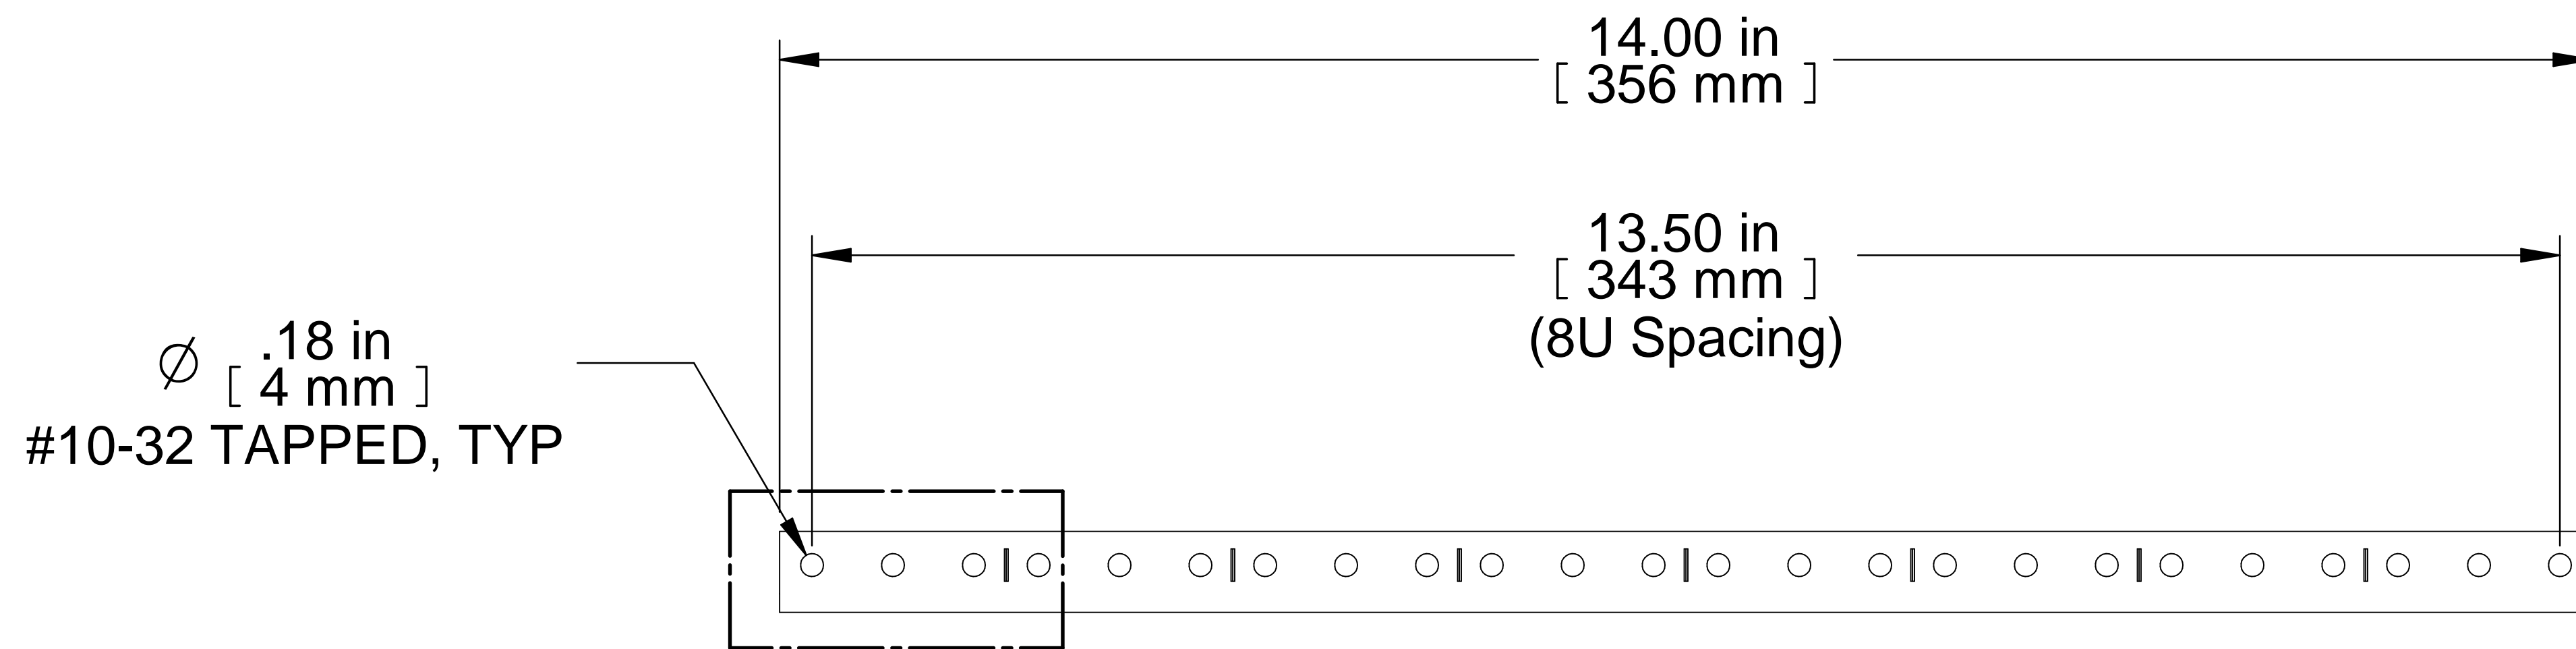 14.00 in
[ 356 mm ]
13.50 in
[ 343 mm ]
(8U Spacing)
∅ .18 in
[ 4 mm ]
#10-32 TAPPED, TYP